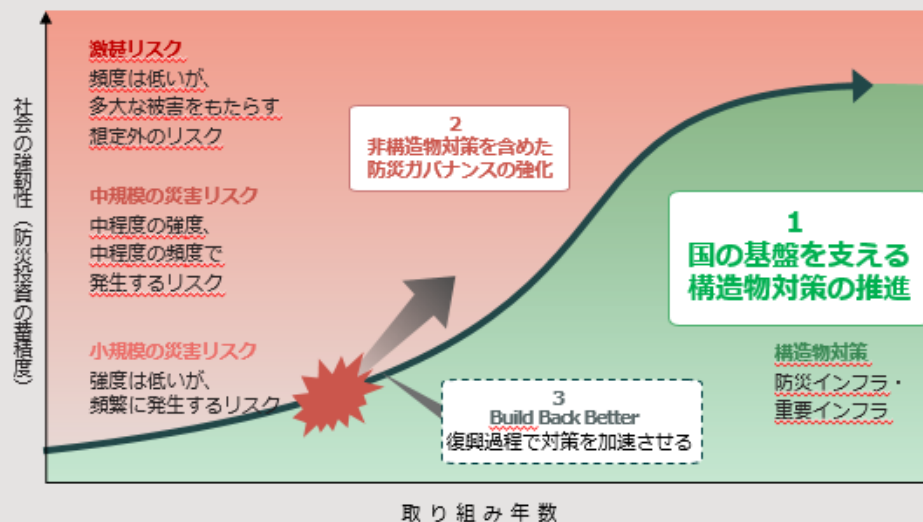 社会の強靭性（防災投資の蓄積度）
激甚リスク
頻度は低いが、
多大な被害をもたらす
想定外のリスク
中規模の災害リスク
中程度の強度、
中程度の頻度で
発生するリスク
小規模の災害リスク
強度は低いが、
頻繁に発生するリスク
2
非構造物対策を含めた
防災ガバナンスの強化
1
国の基盤を支える
構造物対策の推進
構造物対策
防災インフラ・
重要インフラ
3
Build Back Better
復興過程で対策を加速させる
取り組み年数